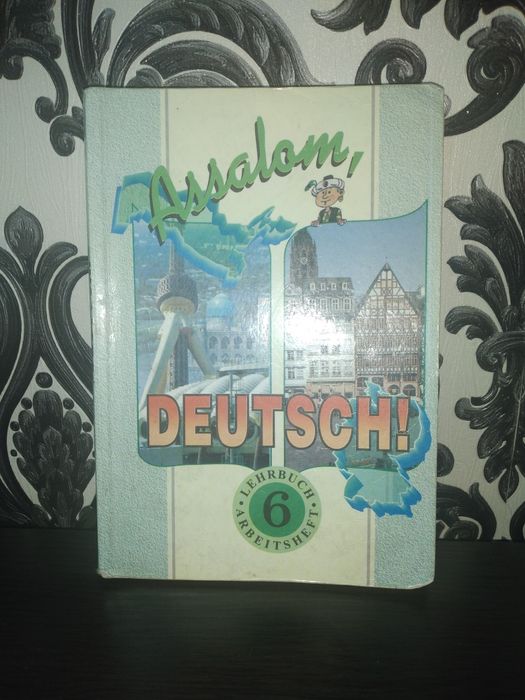 Assalom,
DEUTSCH!
LEHRBUCH
6
ARBEITSHEFT